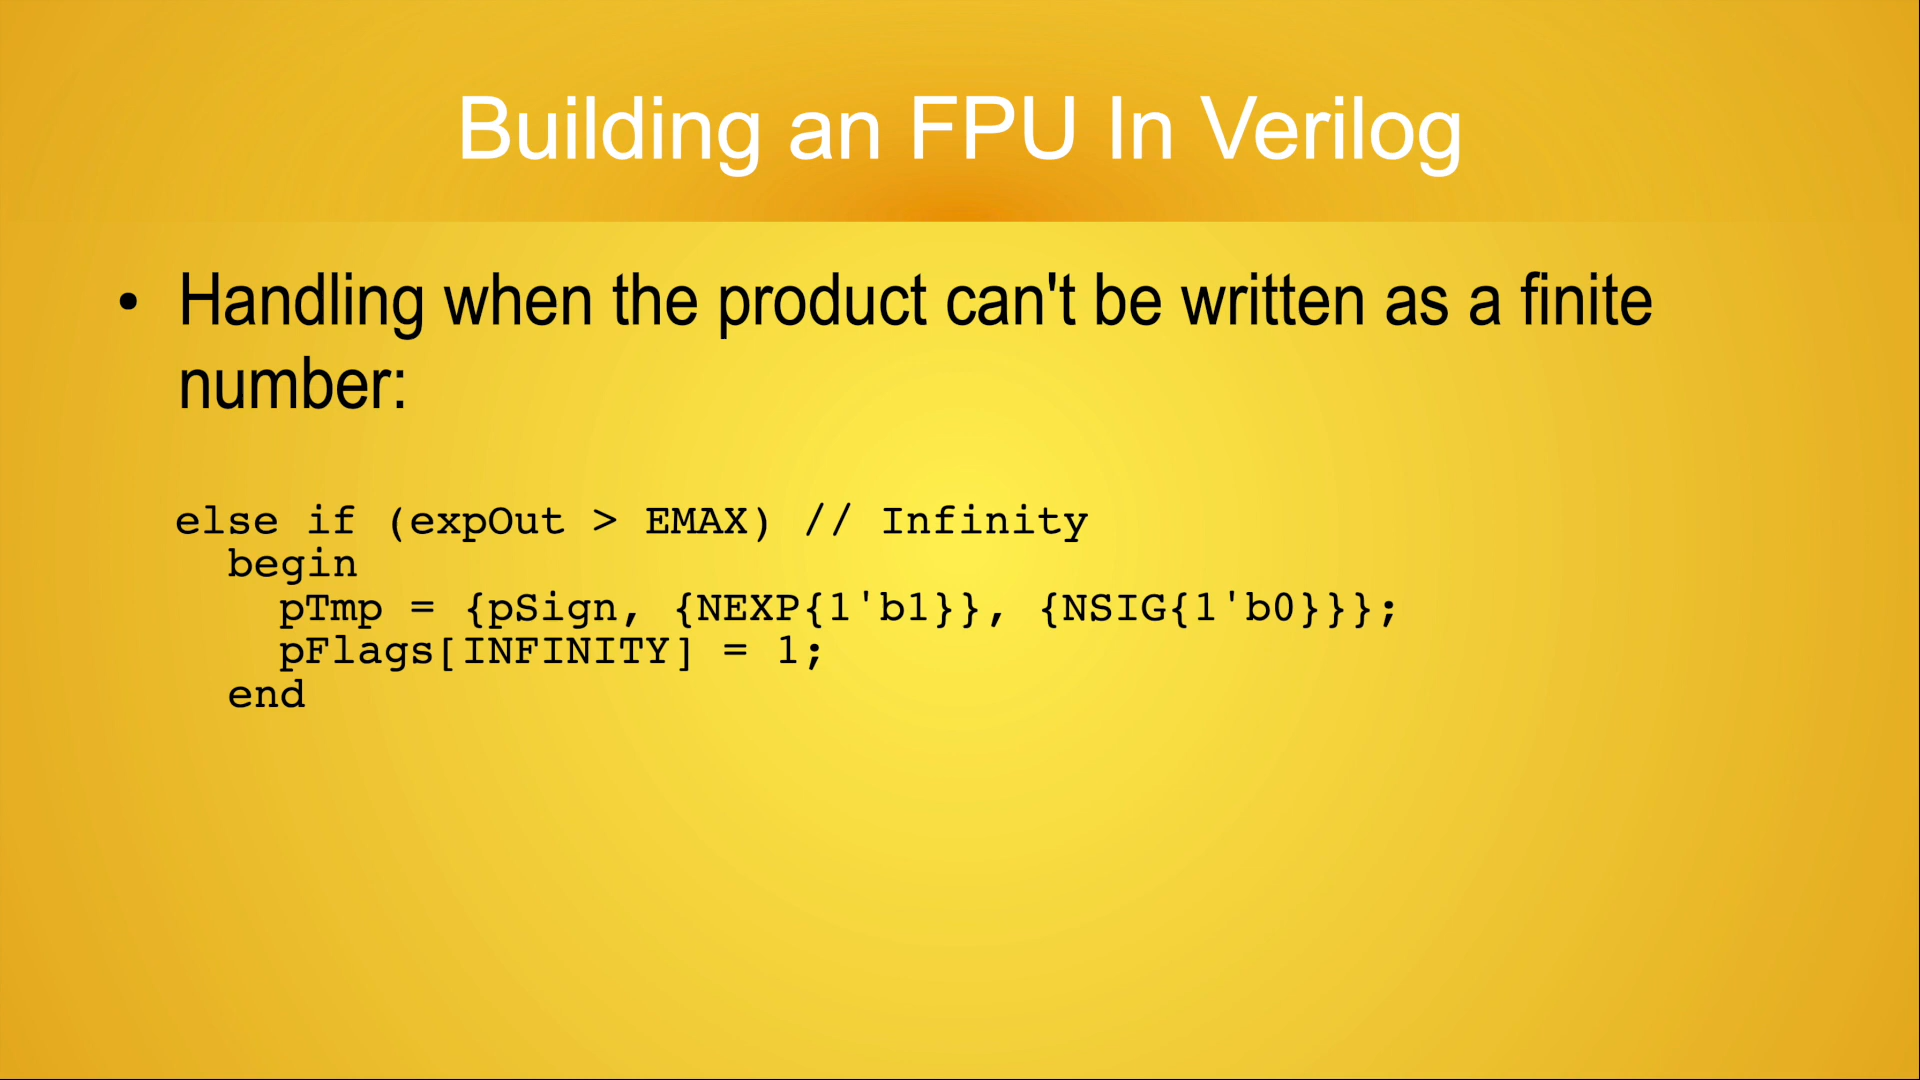 Building an FPU In Verilog
• Handling when the product can't be written as a finite
number:
else if (expOut > EMAX) // Infinity
  begin
    pTmp = {pSign, {NEXP{1'b1}}, {NSIG{1'b0}}};
    pFlags[INFINITY] = 1;
  end